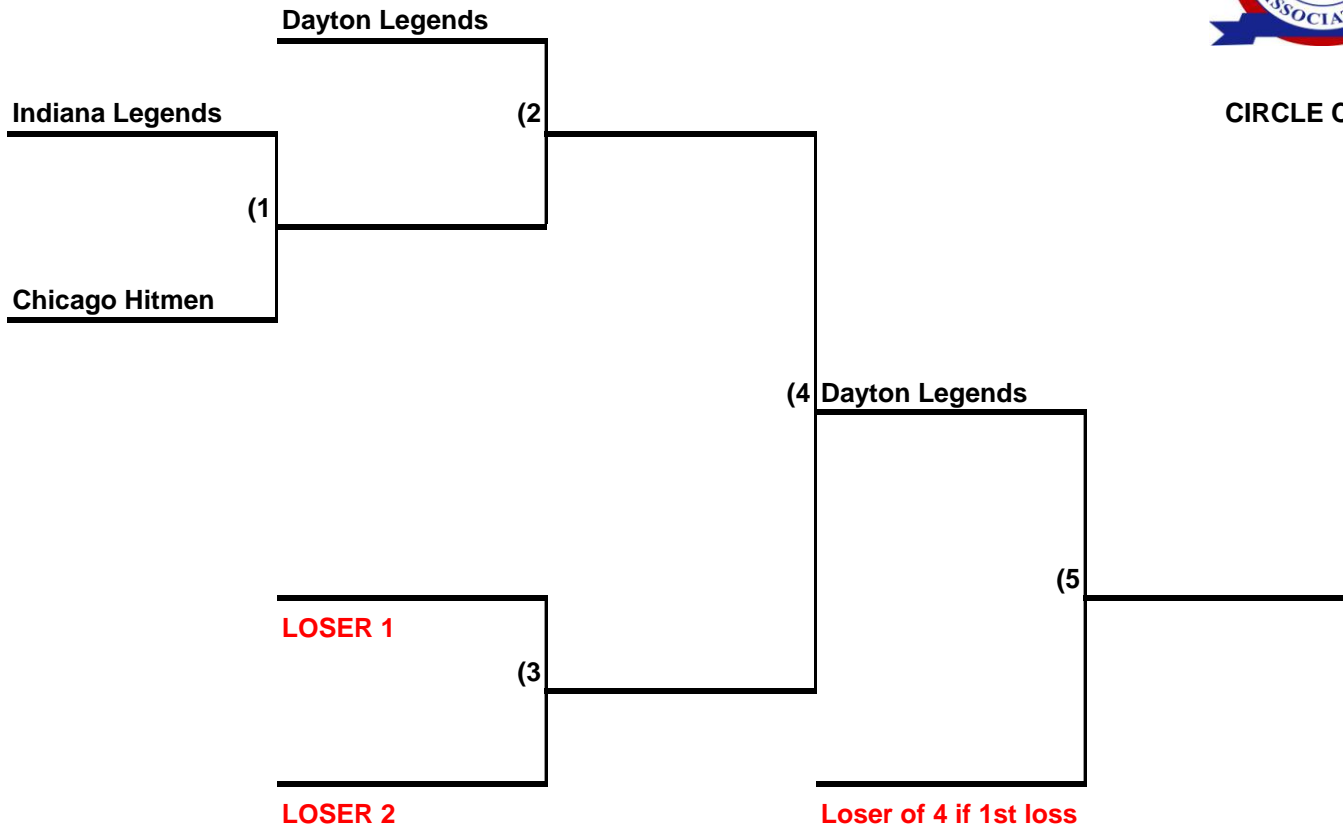 Dayton Legends
Indiana Legends
(2
CIRCLE
(1
Chicago Hitmen
(4 Dayton Legends
(5
LOSER 1
(3
LOSER 2
Loser of 4 if 1st loss